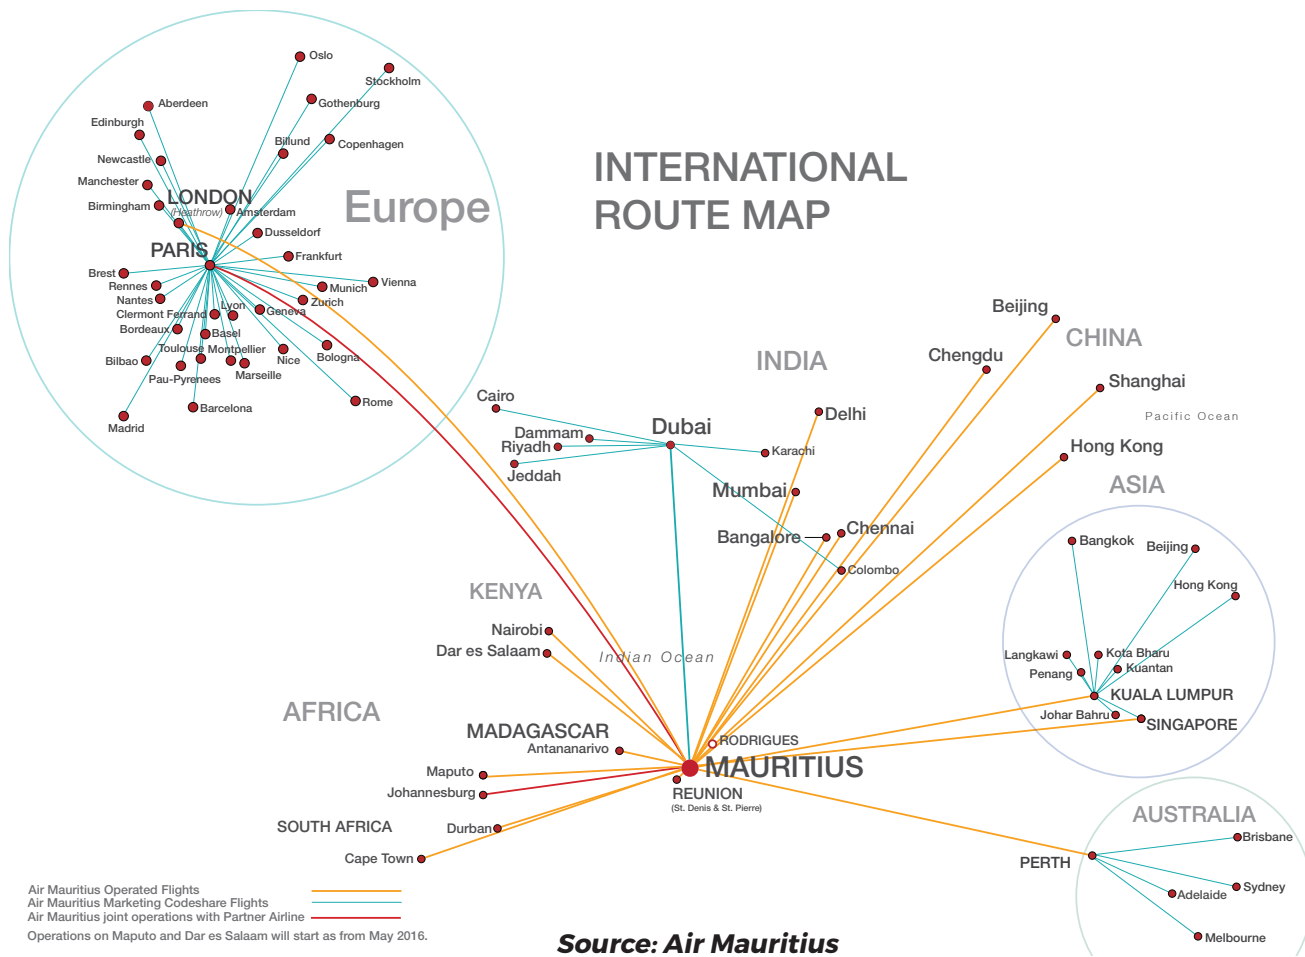 INTERNATIONAL
ROUTE MAP
Oslo
Stockholm
Aberdeen
Gothenburg
Edinburgh
Billund
Copenhagen
Newcastle
Manchester
LONDON
(Heathrow)
Birmingham
Amsterdam
Europe
Dusseldorf
PARIS
Frankfurt
Brest
Rennes
Munich
Vienna
Nantes
Zurich
Clermont Ferrand
Lyon
Geneva
Bordeaux
Basel
Toulouse
Montpellier
Nice
Bologna
Bilbao
Pau-Pyrenees
Marseille
Barcelona
Rome
Madrid
Beijing
CHINA
Chengdu
INDIA
Shanghai
Pacific Ocean
Cairo
Delhi
Dubai
Dammam
Riyadh
Karachi
Jeddah
Hong Kong
Mumbai
ASIA
Bangalore
Chennai
Colombo
Bangkok
Beijing
Hong Kong
KENYA
Nairobi
Dar es Salaam
Indian Ocean
Langkawi
Kota Bharu
Penang
Kuantan
KUALA LUMPUR
Johar Bahru
SINGAPORE
AFRICA
MADAGASCAR
Antananarivo
RODRIGUES
MAURITIUS
Maputo
Johannesburg
REUNION
(St. Denis & St. Pierre)
SOUTH AFRICA
Durban
Cape Town
AUSTRALIA
Brisbane
PERTH
Sydney
Adelaide
Melbourne
Air Mauritius Operated Flights
Air Mauritius Marketing Codeshare Flights
Air Mauritius joint operations with Partner Airline
Operations on Maputo and Dar es Salaam will start as from May 2016.
Source: Air Mauritius